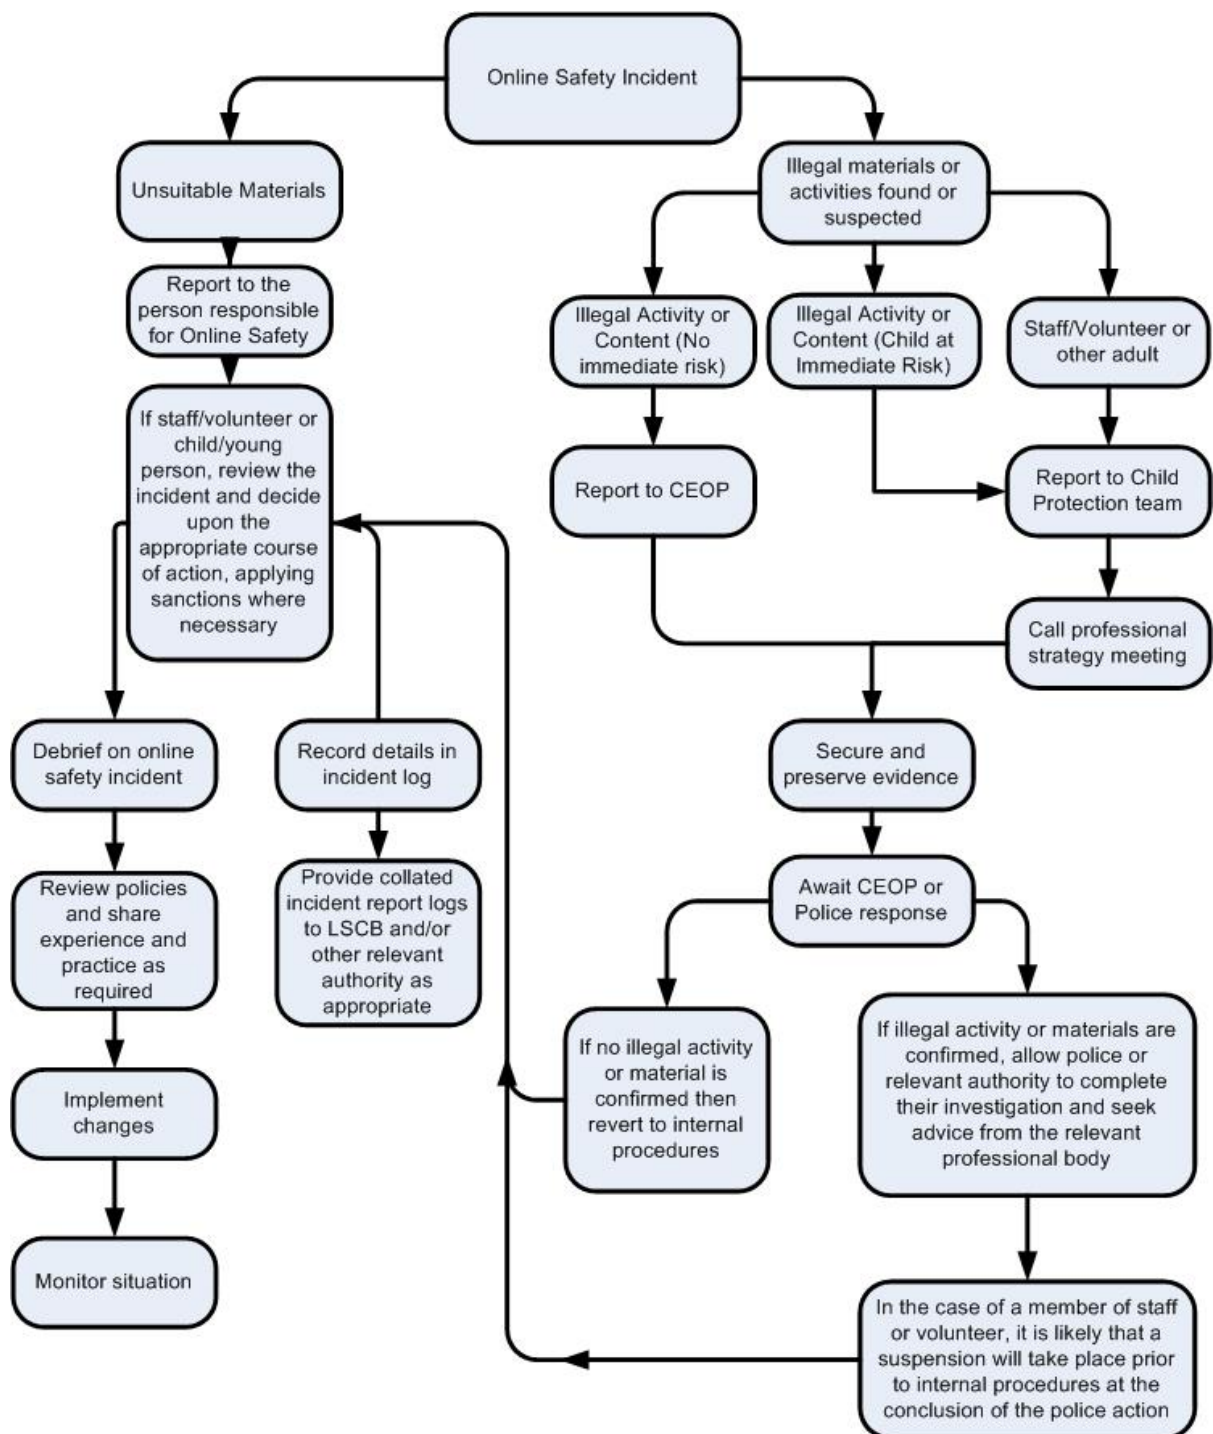 Online Safety Incident
Unsuitable Materials
Report to the
person responsible
for Online Safety
If staff/volunteer or
child/young
person, review the
incident and decide
upon the
appropriate course
of action, applying
sanctions where
necessary
Debrief on online
safety incident
Review policies
and share
experience and
practice as
required
Implement
changes
Monitor situation
Record details in
incident log
Provide collated
incident report logs
to LSCB and/or
other relevant
authority as
appropriate
Illegal materials or
activities found or
suspected
Illegal Activity or
Content (No
immediate risk)
Illegal Activity or
Content (Child at
Immediate Risk)
Staff/Volunteer or
other adult
Report to CEOP
Report to Child
Protection team
Call professional
strategy meeting
Secure and
preserve evidence
Await CEOP or
Police response
If no illegal activity
or material is
confirmed then
revert to internal
procedures
If illegal activity or materials are
confirmed, allow police or
relevant authority to complete
their investigation and seek
advice from the relevant
professional body
In the case of a member of staff
or volunteer, it is likely that a
suspension will take place prior
to internal procedures at the
conclusion of the police action